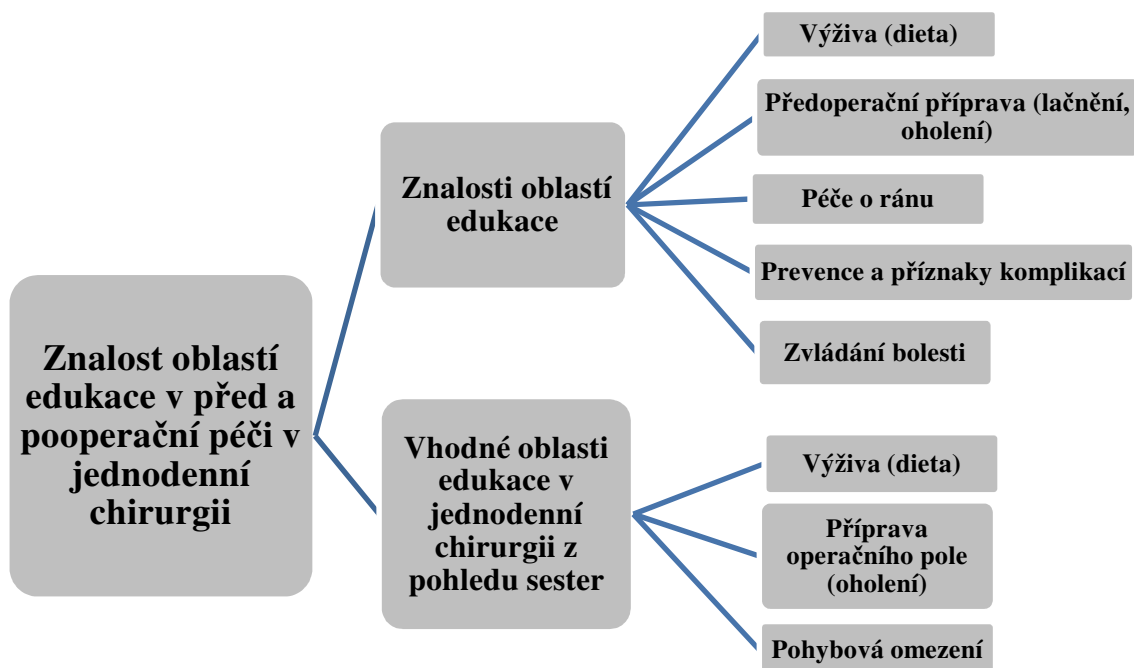 Znalost oblastí
edukace v před a
pooperační péči v
jednodenní
chirurgii
Znalosti oblastí
edukace
Výživa (dieta)
Předoperační příprava (lačnění,
oholení)
Péče o ránu
Prevence a příznaky komplikací
Zvládání bolesti
Vhodné oblasti
edukace v
jednodenní
chirurgii z
pohledu sester
Výživa (dieta)
Příprava
operačního pole
(oholení)
Pohybová omezení